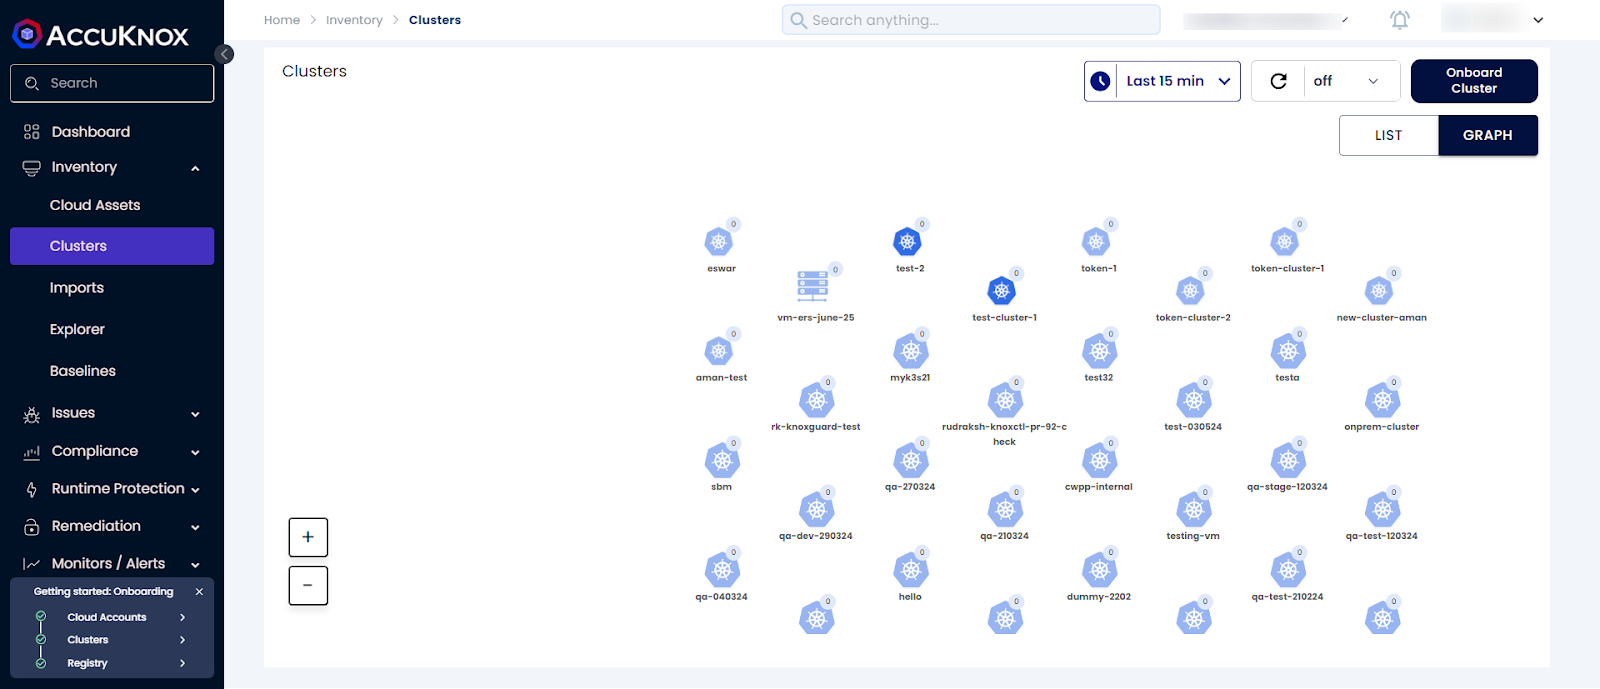 ACCUKNOX
Search
Dashboard
Inventory
Cloud Assets
Clusters
Imports
Explorer
Baselines
Issues
Compliance
Runtime Protection
Remediation
Monitors / Alerts
Getting started: Onboarding
Cloud Accounts
Clusters
Registry
Home > Inventory > Clusters
Search anything...
Clusters
Last 15 min
off
Onboard
Cluster
LIST
GRAPH
0 0 0 0
eswar test-2 token-1 token-cluster-1
0 0 0 0
vm-ers-june-25 test-cluster-1 token-cluster-2 new-cluster-aman
0 0 0 0
aman-test myk3s21 test32 testa
0 0 0 0
rk-knoxguard-test rudraksh-knoxctl-pr-92-c test-030524 onprem-cluster
heck
0 0 0 0
sbm qa-270324 cwpp-internal qa-stage-120324
0 0 0 0
qa-dev-290324 qa-210324 testing-vm qa-test-120324
0 0 0 0
qa-040324 hello dummy-2202 qa-test-210224
0 0 0 0
+
−